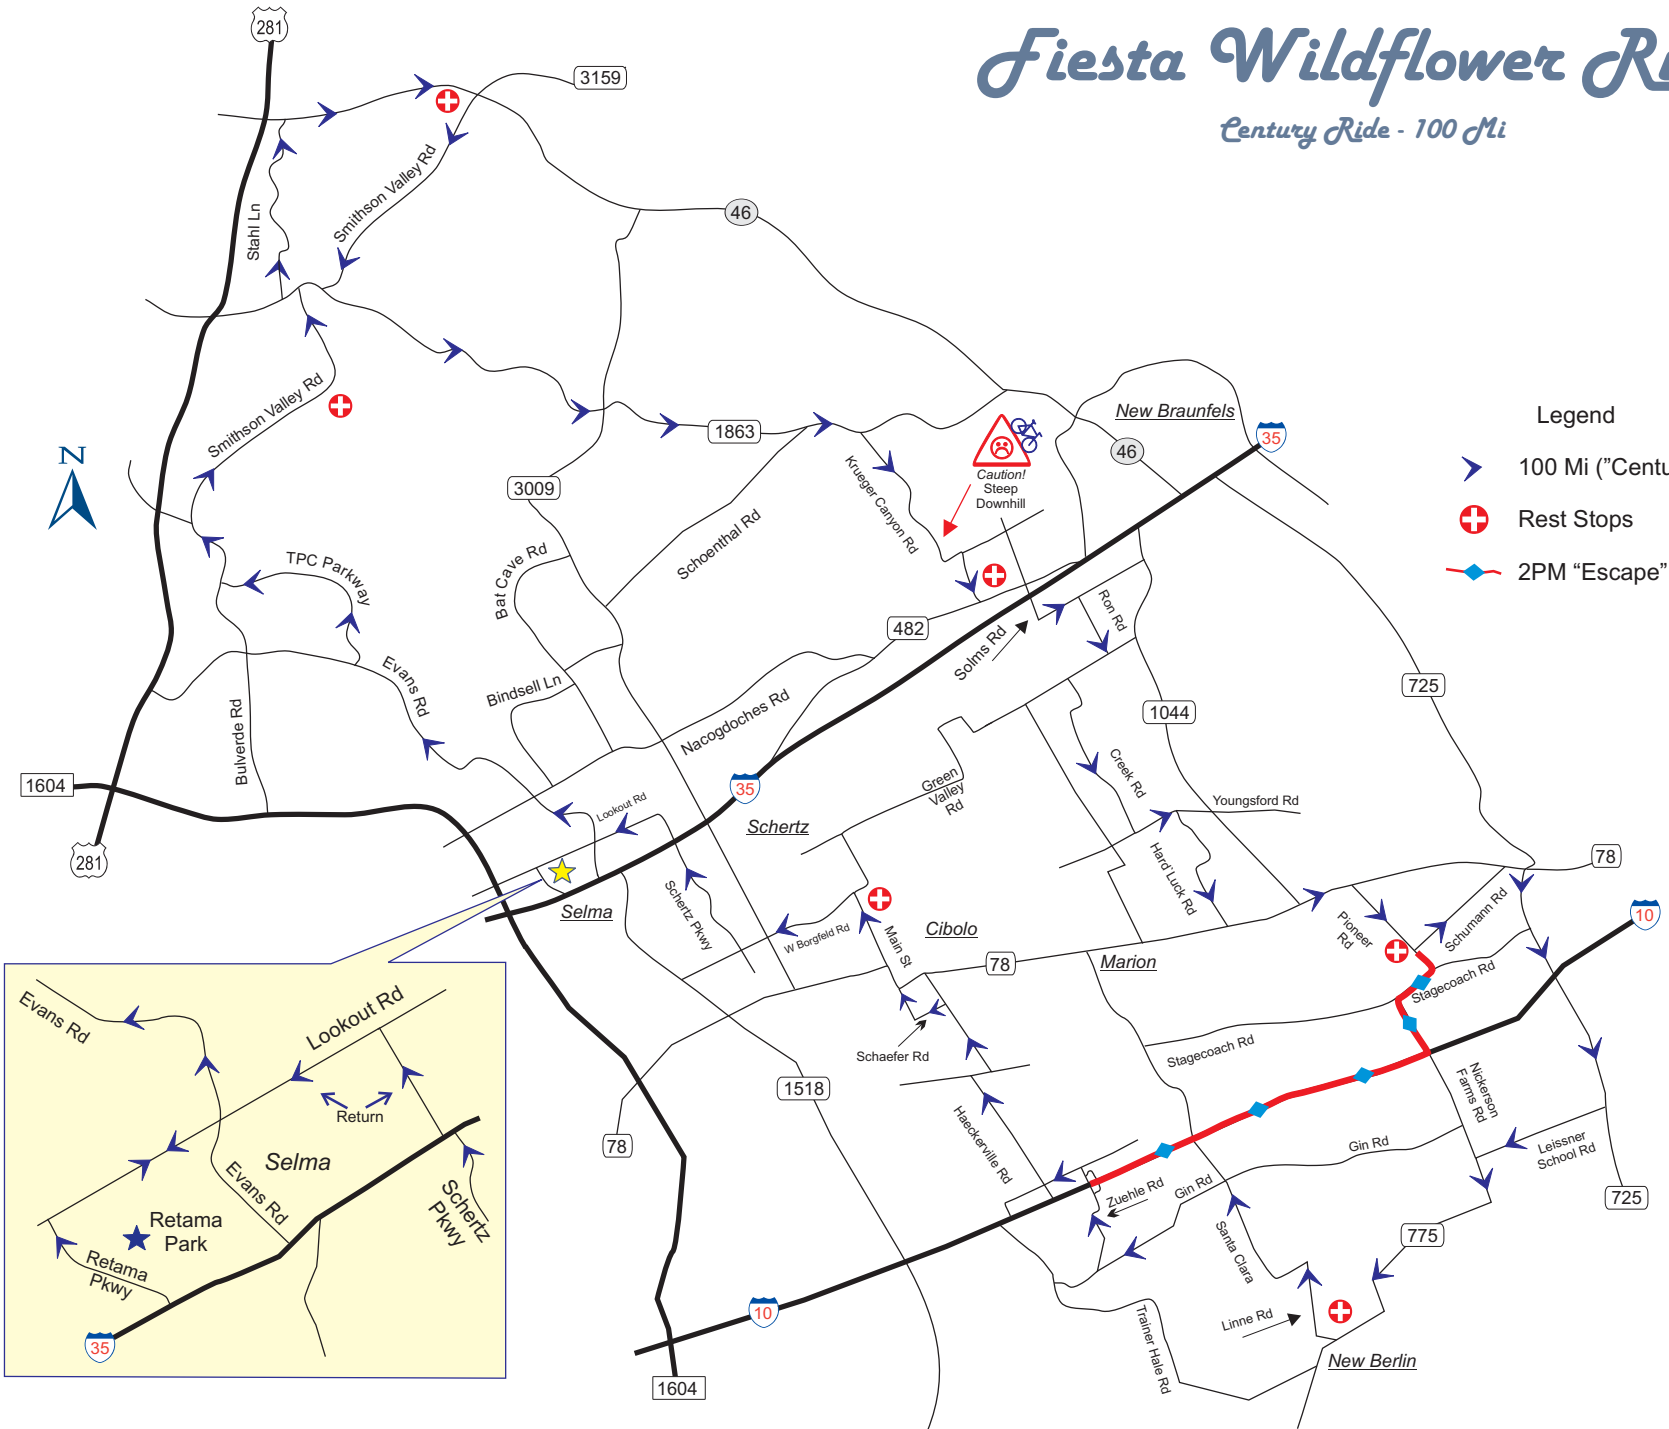 Fiesta Wildflower
Century Ride - 100 Mi
281
3159
Smithson Valley Rd
Stahl Ln
46
Smithson Valley Rd
New Braunfels
35
46
1863
Krueger Canyon Rd
Caution!
Steep
Downhill
Legend
100 Mi ("Centu
Rest Stops
2PM "Escape"
N
3009
Schoenthal Rd
Bat Cave Rd
TPC Parkway
482
Ron Rd
Solms Rd
Evans Rd
Bindsell Ln
Nacogdoches Rd
725
1044
Bulverde Rd
1604
281
35
Lookout Rd
Schertz
Green
Valley
Rd
Creek Rd
Youngsford Rd
Hard Luck Rd
78
Selma
Schertz Pkwy
W Borgfeld Rd
Main St
Cibolo
78
Marion
Pioneer
Rd
Schumann Rd
10
Stagecoach Rd
Stagecoach Rd
Schaefer Rd
1518
78
Haeckerville Rd
Nickerson
Farms Rd
Gin Rd
Leissner
School Rd
Zuehle Rd
Gin Rd
725
Santa Clara
775
Linne Rd
New Berlin
Trainer Hale Rd
10
1604
Evans Rd
Lookout Rd
Return
Selma
Evans Rd
Schertz
Pkwy
Retama
Park
Retama
Pkwy
35